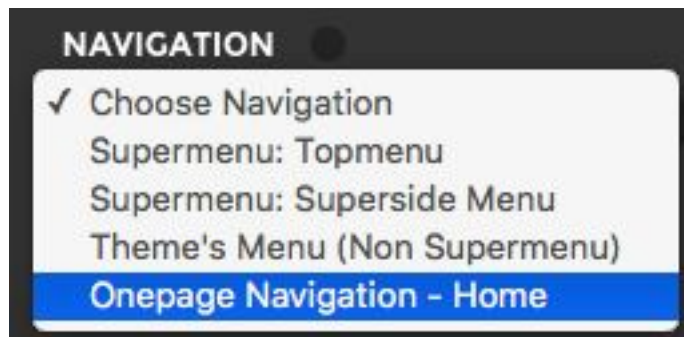 NAVIGATION
✓ Choose Navigation
Supermenu: Topmenu
Supermenu: Superside Menu
Theme's Menu (Non Supermenu)
Onepage Navigation - Home